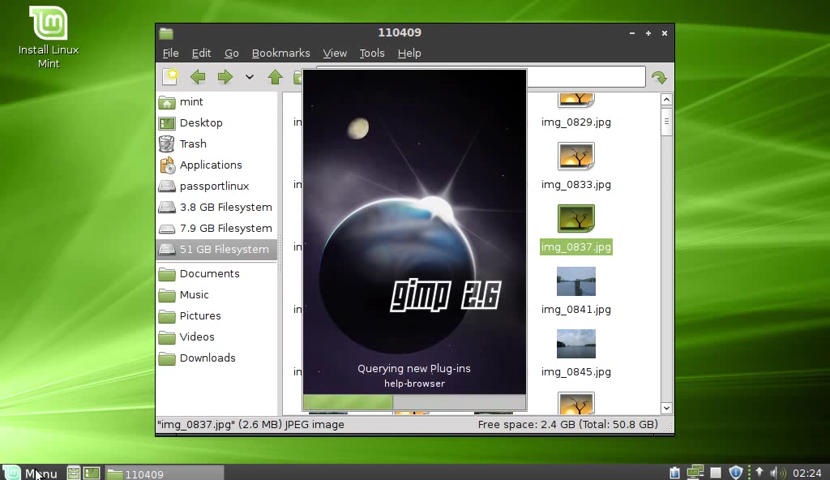 Install Linux
Mint
110409
File Edit Go Bookmarks View Tools Help
mint
Desktop
Trash
Applications
passportlinux
3.8 GB Filesystem
7.9 GB Filesystem
51 GB Filesystem
Documents
Music
Pictures
Videos
Downloads
img_0829.jpg
img_0833.jpg
img_0837.jpg
img_0841.jpg
img_0845.jpg
gimp 2.6
Querying new Plug-ins
help-browser
"img_0837.jpg" (2.6 MB) JPEG image
Free space: 2.4 GB (Total: 50.8 GB)
Menu
110409
02:24